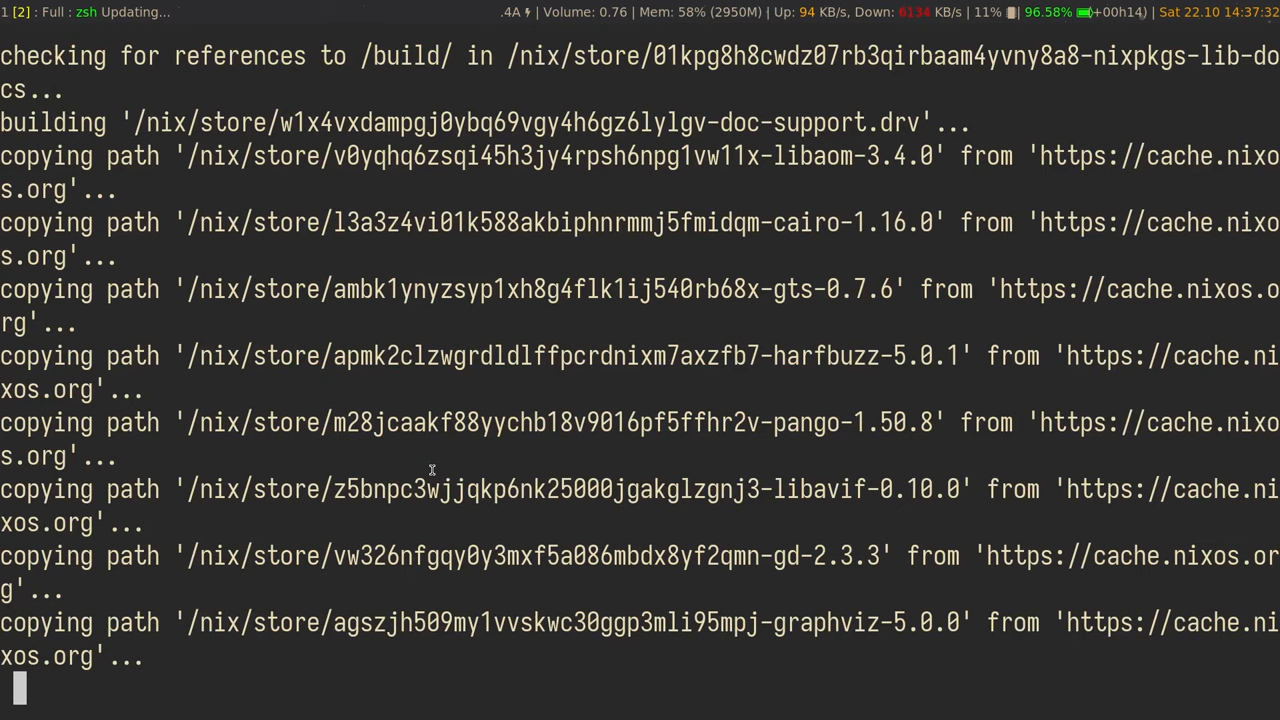 1 [2] : Full : zsh Updating... .4A | Volume: 0.76 | Mem: 58% (2950M) | Up: 94 KB/s, Down: 6134 KB/s | 11% | 96.58% +00h14) | Sat 22.10 14:37:32
checking for references to /build/ in /nix/store/01kpg8h8cwdz07rb3qirbaam4yvny8a8-nixpkgs-lib-do
cs...
building '/nix/store/w1x4vxdampgj0ybq69vgy4h6gz6lylgv-doc-support.drv'...
copying path '/nix/store/v0yqhq6zsqi45h3jy4rpsh6npg1vw11x-libaom-3.4.0' from 'https://cache.nixo
s.org'...
copying path '/nix/store/l3a3z4vi01k588akbiphnrmmj5fmidqm-cairo-1.16.0' from 'https://cache.nixo
s.org'...
copying path '/nix/store/ambk1ynyzsyp1xh8g4flk1ij540rb68x-gts-0.7.6' from 'https://cache.nixos.o
rg'...
copying path '/nix/store/apmk2clzwgrdldlffpcrdnixm7axzfb7-harfbuzz-5.0.1' from 'https://cache.ni
xos.org'...
copying path '/nix/store/m28jcaakf88yychb18v9016pf5ffhr2v-pango-1.50.8' from 'https://cache.nixo
s.org'...
copying path '/nix/store/z5bnpc3wjjqkp6nk25000jgakglzgnj3-libavif-0.10.0' from 'https://cache.ni
xos.org'...
copying path '/nix/store/vw326nfgqy0y3mxf5a086mbdx8yf2qmn-gd-2.3.3' from 'https://cache.nixos.or
g'...
copying path '/nix/store/agszjh509my1vvskwc30ggp3mli95mpj-graphviz-5.0.0' from 'https://cache.ni
xos.org'...